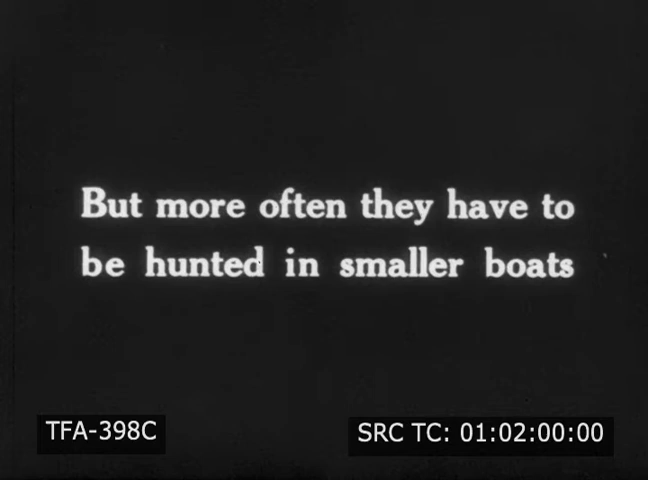 But more often they have to
be hunted in smaller boats
TFA-398C
SRC TC: 01:02:00:00